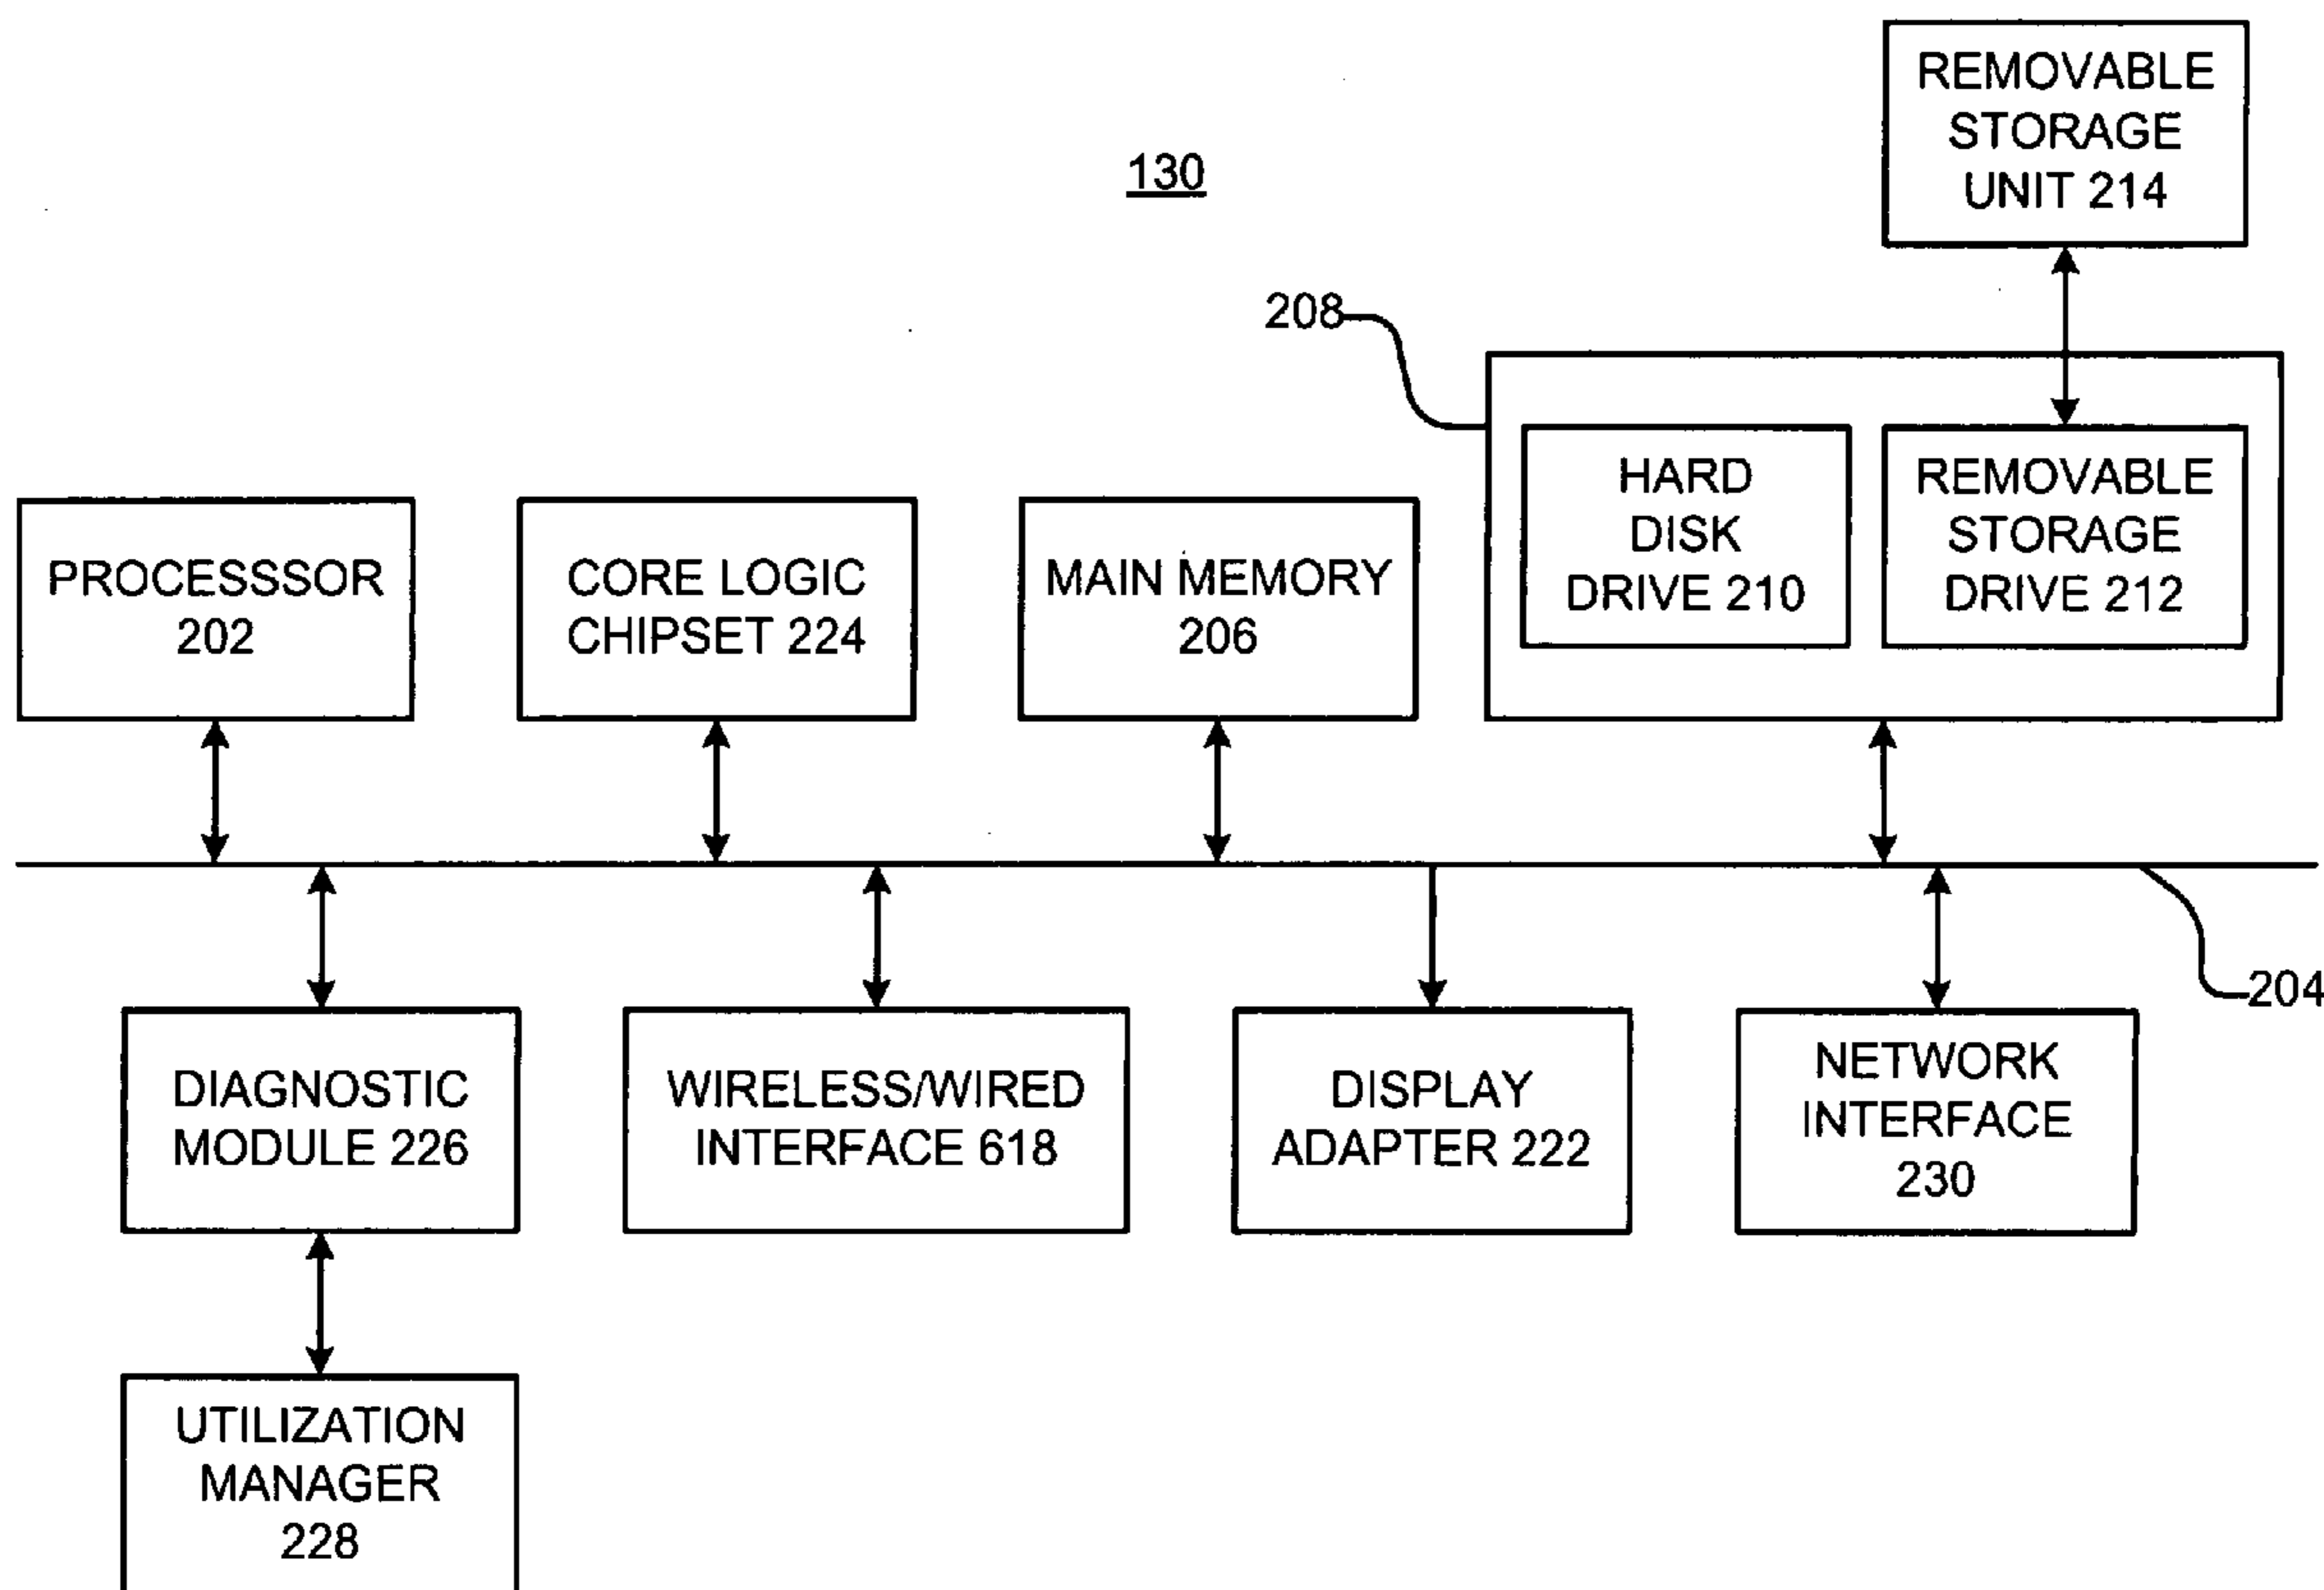 130
REMOVABLE
STORAGE
UNIT 214
208
HARD
DISK
DRIVE 210
REMOVABLE
STORAGE
DRIVE 212
PROCESSSOR
202
CORE LOGIC
CHIPSET 224
MAIN MEMORY
206
204
DIAGNOSTIC
MODULE 226
WIRELESS/WIRED
INTERFACE 618
DISPLAY
ADAPTER 222
NETWORK
INTERFACE
230
UTILIZATION
MANAGER
228